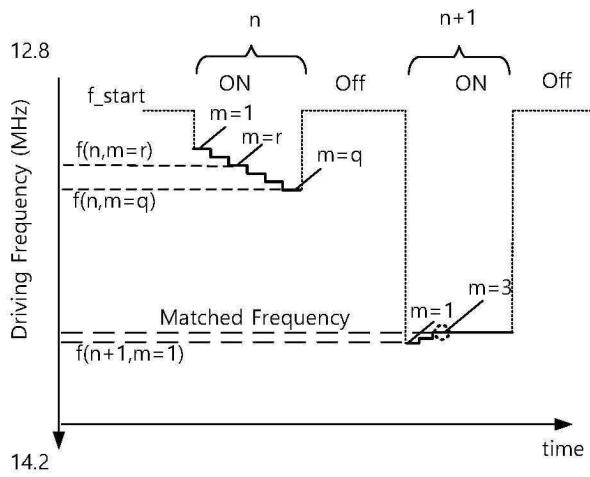 n
n+1
12.8
ON
Off
ON
Off
f_start
m=1
m=r
f(n,m=r)
m=q
f(n,m=q)
Driving Frequency (MHz)
m=3
Matched Frequency
m=1
f(n+1,m=1)
time
14.2